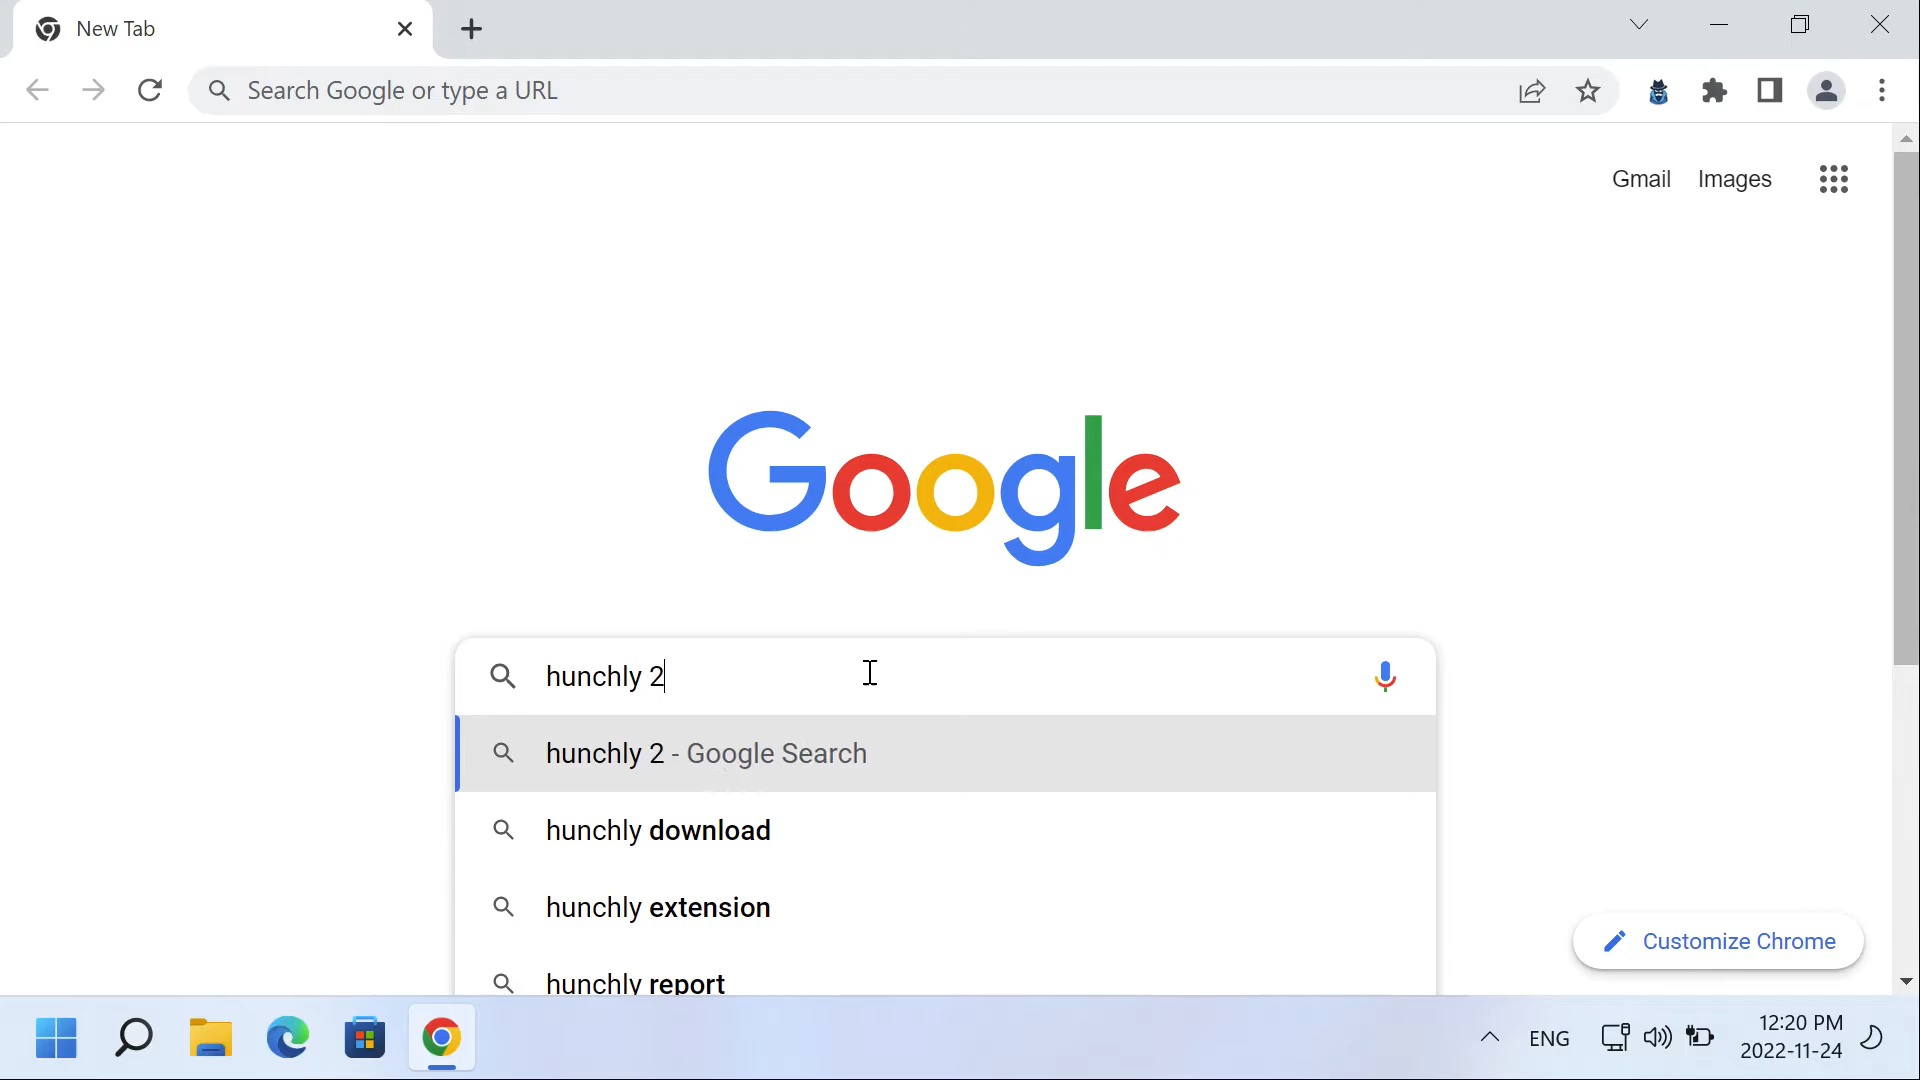 New Tab
Search Google or type a URL
Gmail Images
Google
hunchly 2
hunchly 2 - Google Search
hunchly download
hunchly extension
hunchly report
Customize Chrome
ENG
12:20 PM
2022-11-24